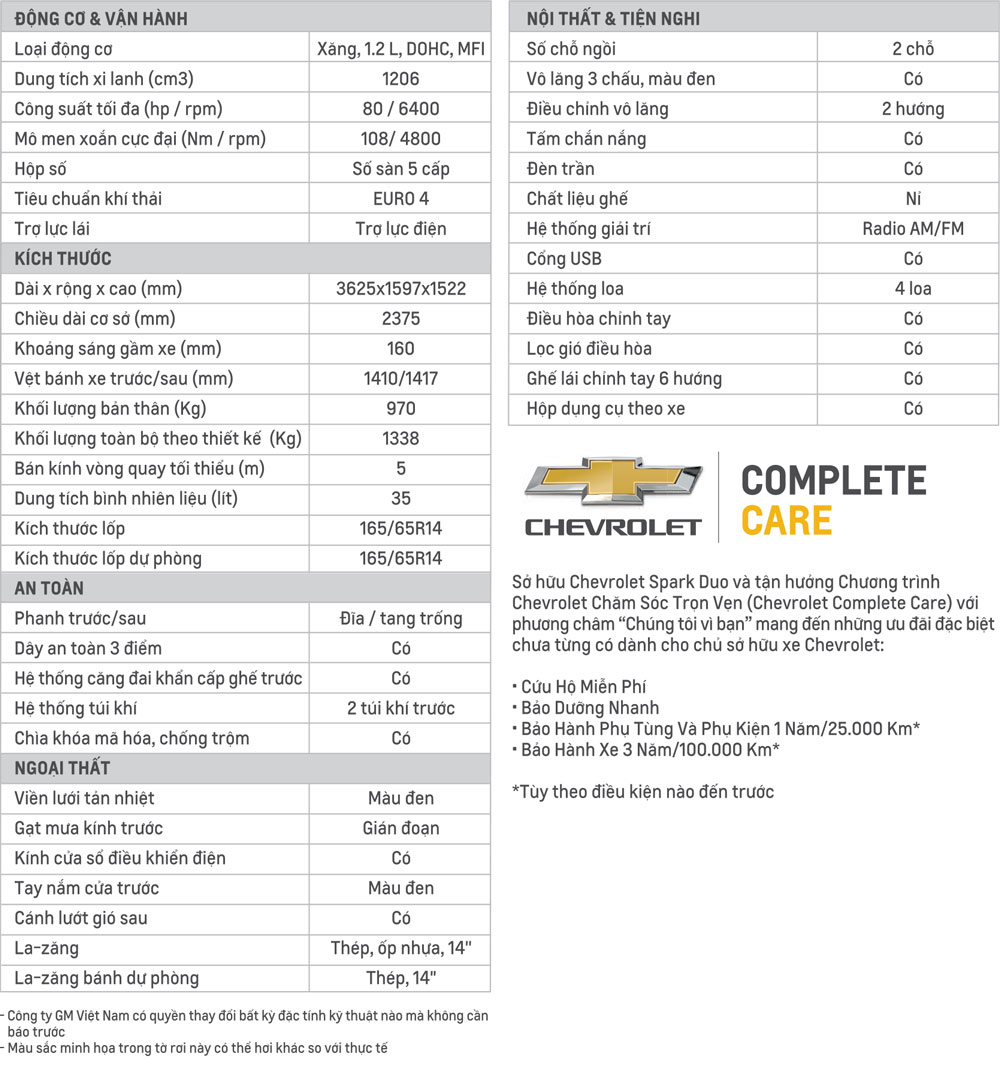 ĐỘNG CƠ & VẬN HÀNH
Loại động cơ Xăng, 1.2 L, DOHC, MFI
Dung tích xi lanh (cm3) 1206
Công suất tối đa (hp / rpm) 80 / 6400
Mô men xoắn cực đại (Nm / rpm) 108/ 4800
Hộp số Số sàn 5 cấp
Tiêu chuẩn khí thải EURO 4
Trợ lực lái Trợ lực điện
KÍCH THƯỚC
Dài x rộng x cao (mm) 3625x1597x1522
Chiều dài cơ sở (mm) 2375
Khoảng sáng gầm xe (mm) 160
Vệt bánh xe trước/sau (mm) 1410/1417
Khối lượng bản thân (Kg) 970
Khối lượng toàn bộ theo thiết kế (Kg) 1338
Bán kính vòng quay tối thiểu (m) 5
Dung tích bình nhiên liệu (lít) 35
Kích thước lốp 165/65R14
Kích thước lốp dự phòng 165/65R14
AN TOÀN
Phanh trước/sau Đĩa / tang trống
Dây an toàn 3 điểm Có
Hệ thống căng đai khẩn cấp ghế trước Có
Hệ thống túi khí 2 túi khí trước
Chìa khóa mã hóa, chống trộm Có
NGOẠI THẤT
Viền lưới tản nhiệt Màu đen
Gạt mưa kính trước Gián đoạn
Kính cửa sổ điều khiển điện Có
Tay nắm cửa trước Màu đen
Cánh lướt gió sau Có
La-zăng Thép, ốp nhựa, 14"
La-zăng bánh dự phòng Thép, 14"
- Công ty GM Việt Nam có quyền thay đổi bất kỳ đặc tính kỹ thuật nào mà không cần
báo trước
- Màu sắc minh họa trong tờ rơi này có thể hơi khác so với thực tế
NỘI THẤT & TIỆN NGHI
Số chỗ ngồi 2 chỗ
Vô lăng 3 chấu, màu đen Có
Điều chỉnh vô lăng 2 hướng
Tấm chắn nắng Có
Đèn trần Có
Chất liệu ghế Nỉ
Hệ thống giải trí Radio AM/FM
Cổng USB Có
Hệ thống loa 4 loa
Điều hòa chỉnh tay Có
Lọc gió điều hòa Có
Ghế lái chỉnh tay 6 hướng Có
Hộp dụng cụ theo xe Có
CHEVROLET
COMPLETE
CARE
Sở hữu Chevrolet Spark Duo và tận hưởng Chương trình
Chevrolet Chăm Sóc Trọn Vẹn (Chevrolet Complete Care) với
phương châm “Chúng tôi vì bạn” mang đến những ưu đãi đặc biệt
chưa từng có dành cho chủ sở hữu xe Chevrolet:
• Cứu Hộ Miễn Phí
• Bảo Dưỡng Nhanh
• Bảo Hành Phụ Tùng Và Phụ Kiện 1 Năm/25.000 Km*
• Bảo Hành Xe 3 Năm/100.000 Km*
*Tùy theo điều kiện nào đến trước